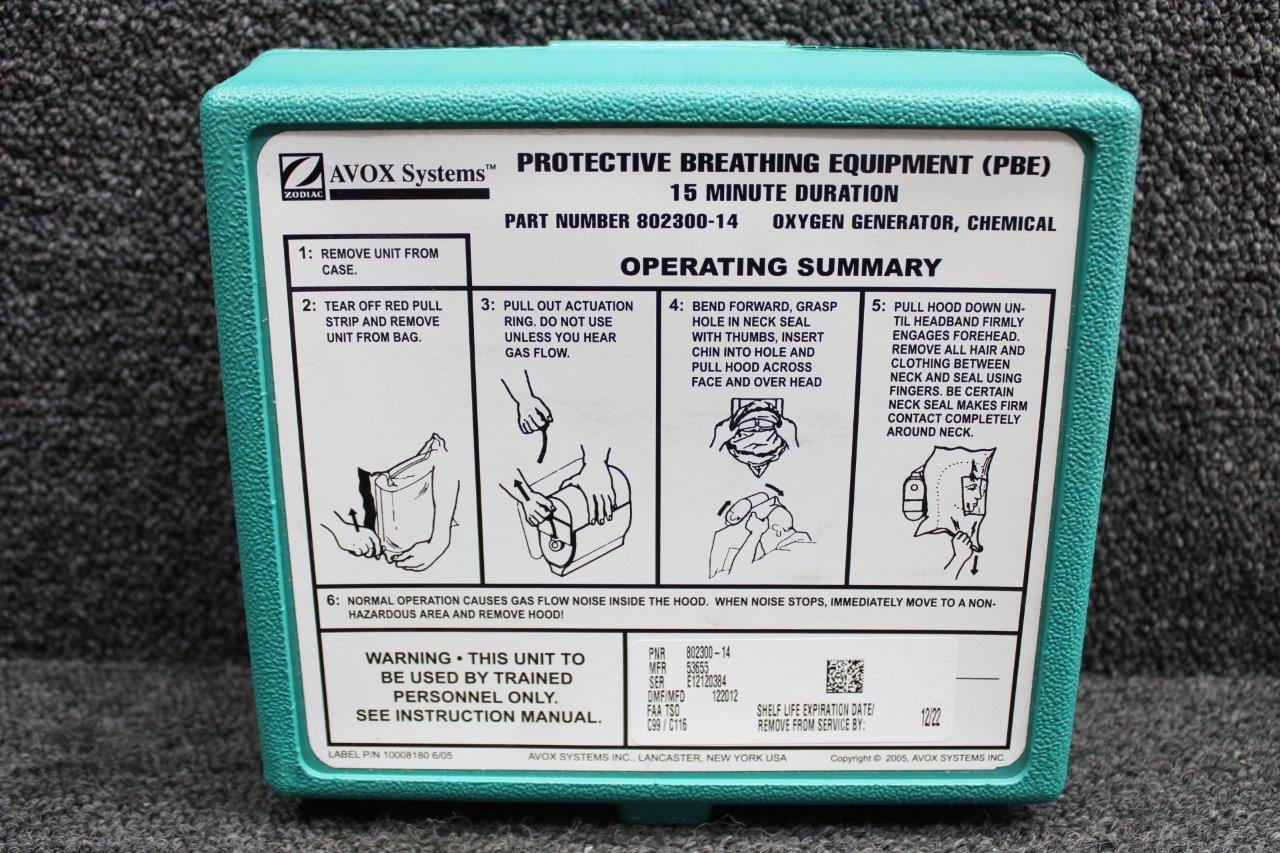 AVOX Systems™
ZODIAC
PROTECTIVE BREATHING EQUIPMENT (PBE)
15 MINUTE DURATION
PART NUMBER 802300-14 OXYGEN GENERATOR, CHEMICAL
OPERATING SUMMARY
1: REMOVE UNIT FROM
CASE.
2: TEAR OFF RED PULL
STRIP AND REMOVE
UNIT FROM BAG.
3: PULL OUT ACTUATION
RING. DO NOT USE
UNLESS YOU HEAR
GAS FLOW.
4: BEND FORWARD, GRASP
HOLE IN NECK SEAL
WITH THUMBS, INSERT
CHIN INTO HOLE AND
PULL HOOD ACROSS
FACE AND OVER HEAD
5: PULL HOOD DOWN UN-
TIL HEADBAND FIRMLY
ENGAGES FOREHEAD.
REMOVE ALL HAIR AND
CLOTHING BETWEEN
NECK AND SEAL USING
FINGERS. BE CERTAIN
NECK SEAL MAKES FIRM
CONTACT COMPLETELY
AROUND NECK.
6: NORMAL OPERATION CAUSES GAS FLOW NOISE INSIDE THE HOOD. WHEN NOISE STOPS, IMMEDIATELY MOVE TO A NON-
HAZARDOUS AREA AND REMOVE HOOD!
WARNING • THIS UNIT TO
BE USED BY TRAINED
PERSONNEL ONLY.
SEE INSTRUCTION MANUAL.
PNR 802300-14
MFR 53655
SER E12120384
DMF/MFD 122012
FAA TSO
C99 / C116
SHELF LIFE EXPIRATION DATE/
REMOVE FROM SERVICE BY:
12/22
LABEL P/N 10008180 6/05
AVOX SYSTEMS INC., LANCASTER, NEW YORK USA
Copyright © 2005, AVOX SYSTEMS INC.